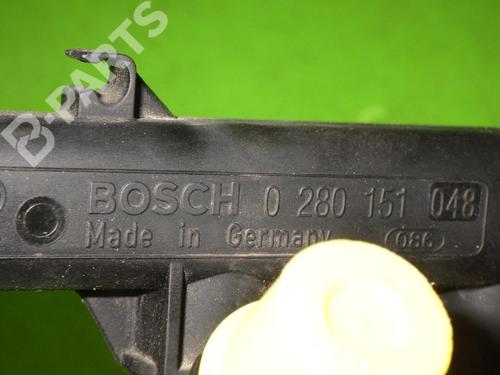 B-PARTS
BOSCH 0 280 151 048
Made in Germany 086